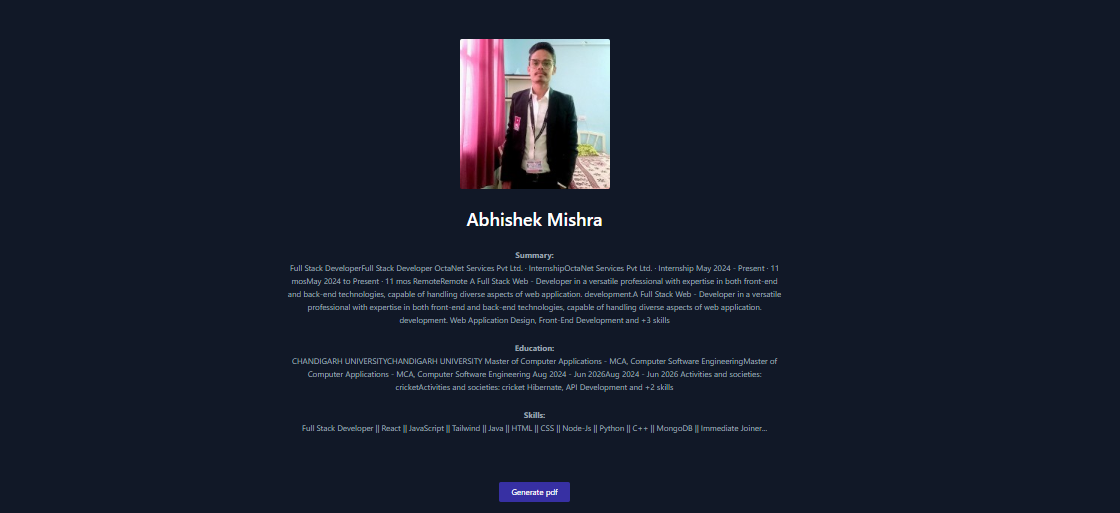 Abhishek Mishra
Summary:
Full Stack DeveloperFull Stack Developer OctaNet Services Pvt Ltd. · InternshipOctaNet Services Pvt Ltd. · Internship May 2024 - Present · 11
mosMay 2024 to Present · 11 mos RemoteRemote A Full Stack Web - Developer in a versatile professional with expertise in both front-end
and back-end technologies, capable of handling diverse aspects of web application. development.A Full Stack Web - Developer in a versatile
professional with expertise in both front-end and back-end technologies, capable of handling diverse aspects of web application.
development. Web Application Design, Front-End Development and +3 skills
Education:
CHANDIGARH UNIVERSITYCHANDIGARH UNIVERSITY Master of Computer Applications - MCA, Computer Software EngineeringMaster of
Computer Applications - MCA, Computer Software Engineering Aug 2024 - Jun 2026Aug 2024 - Jun 2026 Activities and societies:
cricketActivities and societies: cricket Hibernate, API Development and +2 skills
Skills:
Full Stack Developer || React || JavaScript || Tailwind || Java || HTML || CSS || Node-Js || Python || C++ || MongoDB || Immediate Joiner...
Generate pdf